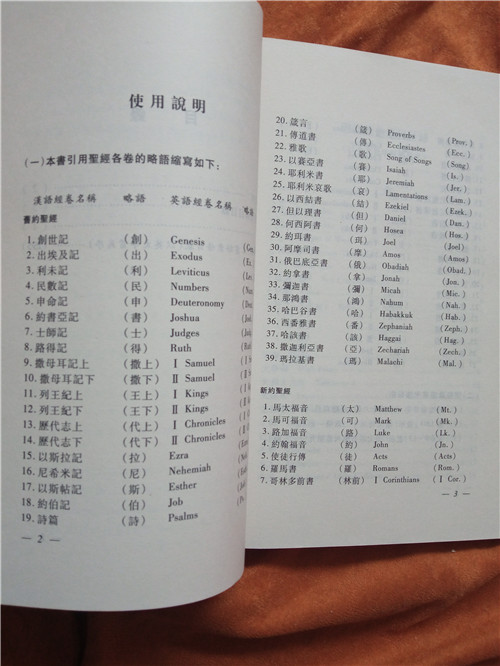 使用說明
(一)本書引用聖經各卷的略語縮寫如下:
漢語經卷名稱 略語 英語經卷名稱 略語
舊約聖經
1. 創世記 (創) Genesis
2. 出埃及記 (出) Exodus
3. 利未記 (利) Leviticus
4. 民數記 (民) Numbers
5. 申命記 (申) Deuteronomy
6. 約書亞記 (書) Joshua
7. 士師記 (士) Judges
8. 路得記 (得) Ruth
9. 撒母耳記上 (撒上) I Samuel
10. 撒母耳記下 (撒下) II Samuel
11. 列王紀上 (王上) I Kings
12. 列王紀下 (王下) II Kings
13. 歷代志上 (代上) I Chronicles
14. 歷代志下 (代下) II Chronicles
15. 以斯拉記 (拉) Ezra
16. 尼希米記 (尼) Nehemiah
17. 以斯帖記 (斯) Esther
18. 約伯記 (伯) Job
19. 詩篇 (詩) Psalms
— 2 —
20. 箴言 (箴) Proverbs (Prov.)
21. 傳道書 (傳) Ecclesiastes (Ecc.)
22. 雅歌 (歌) Song of Songs (Song)
23. 以賽亞書 (賽) Isaiah (Is.)
24. 耶利米書 (耶) Jeremiah (Jer.)
25. 耶利米哀歌 (哀) Lamentations (Lam.)
26. 以西結書 (結) Ezekiel (Ezek.)
27. 但以理書 (但) Daniel (Dan.)
28. 何西阿書 (何) Hosea (Hos.)
29. 約珥書 (珥) Joel (Joel.)
30. 阿摩司書 (摩) Amos (Amos)
31. 俄巴底亞書 (俄) Obadiah (Obad.)
32. 約拿書 (拿) Jonah (Jon.)
33. 彌迦書 (彌) Micah (Mic.)
34. 那鴻書 (鴻) Nahum (Nah.)
35. 哈巴谷書 (哈) Habakkuk (Hab.)
36. 西番雅書 (番) Zephaniah (Zeph.)
37. 哈該書 (該) Haggai (Hag.)
38. 撒迦利亞書 (亞) Zechariah (Zech.)
39. 瑪拉基書 (瑪) Malachi (Mal.)
新約聖經
1. 馬太福音 (太) Matthew (Mt.)
2. 馬可福音 (可) Mark (Mk.)
3. 路加福音 (路) Luke (Lk.)
4. 約翰福音 (約) John (Jn.)
5. 使徒行傳 (徒) Acts (Acts)
6. 羅馬書 (羅) Romans (Rom.)
7. 哥林多前書 (林前) I Corinthians (I Cor.)
— 3 —